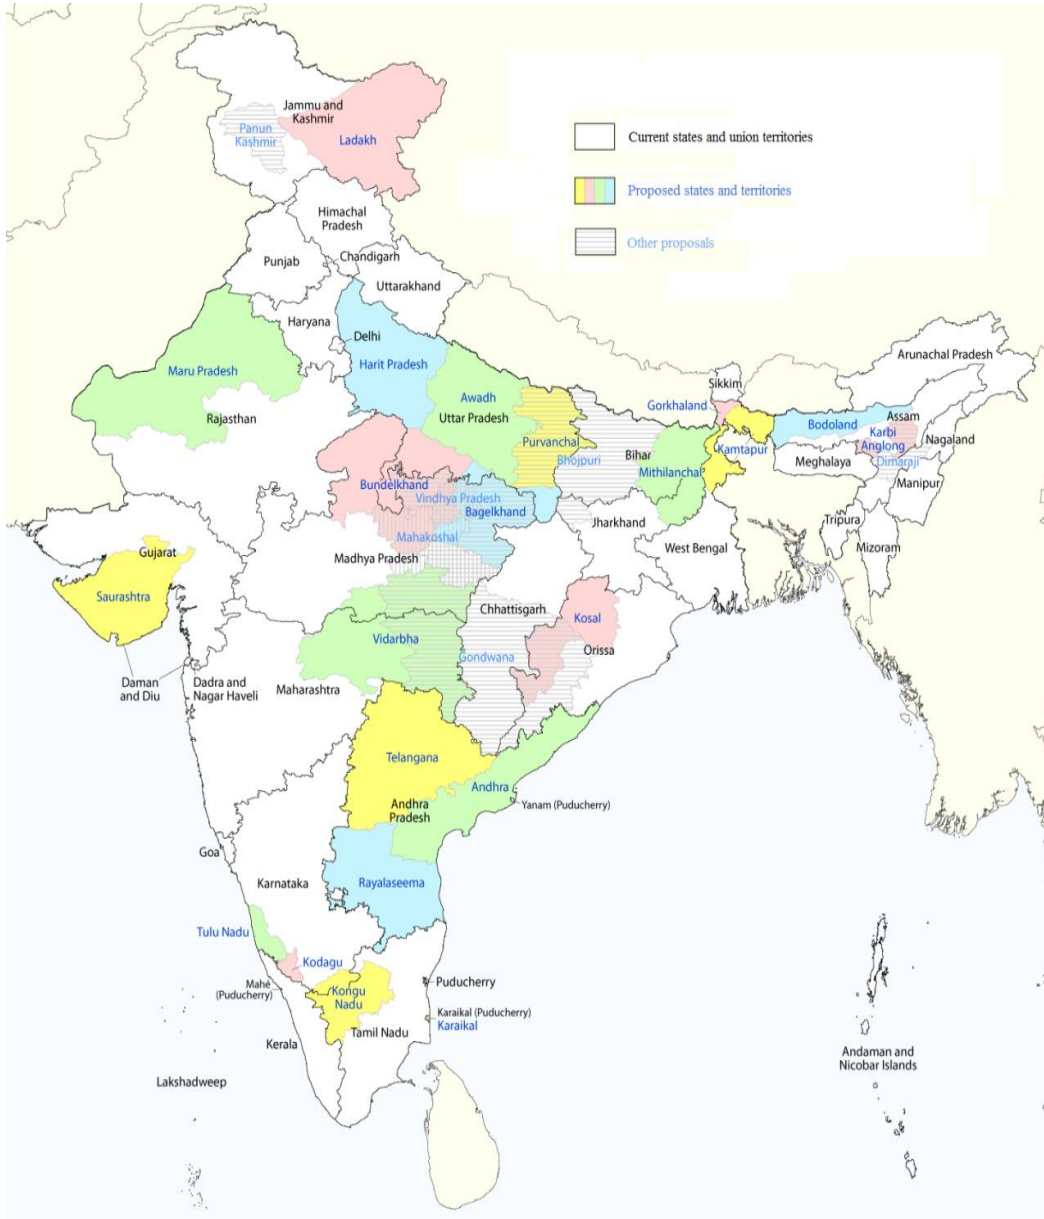 Jammu and
Kashmir
Panun
Kashmir
Ladakh
Current states and union territories
Proposed states and territories
Other proposals
Himachal
Pradesh
Punjab
Chandigarh
Uttarakhand
Haryana
Delhi
Harit Pradesh
Maru Pradesh
Rajasthan
Awadh
Uttar Pradesh
Purvanchal
Bhojpuri
Bihar
Mithilanchal
Sikkim
Gorkhaland
Kamtapur
Arunachal Pradesh
Assam
Bodoland
Karbi
Anglong
Nagaland
Dimaraji
Meghalaya
Manipur
Tripura
Mizoram
Bundelkhand
Vindhya Pradesh
Bagelkhand
Mahakoshal
Madhya Pradesh
Jharkhand
West Bengal
Gujarat
Saurashtra
Chhattisgarh
Kosal
Orissa
Vidarbha
Gondwana
Daman
and Diu
Dadra and
Nagar Haveli
Maharashtra
Telangana
Andhra
Andhra
Pradesh
Yanam (Puducherry)
Goa
Karnataka
Rayalaseema
Tulu Nadu
Kodagu
Mahé
(Puducherry)
Kongu
Nadu
Puducherry
Karaikal (Puducherry)
Karaikal
Tamil Nadu
Kerala
Lakshadweep
Andaman and
Nicobar Islands